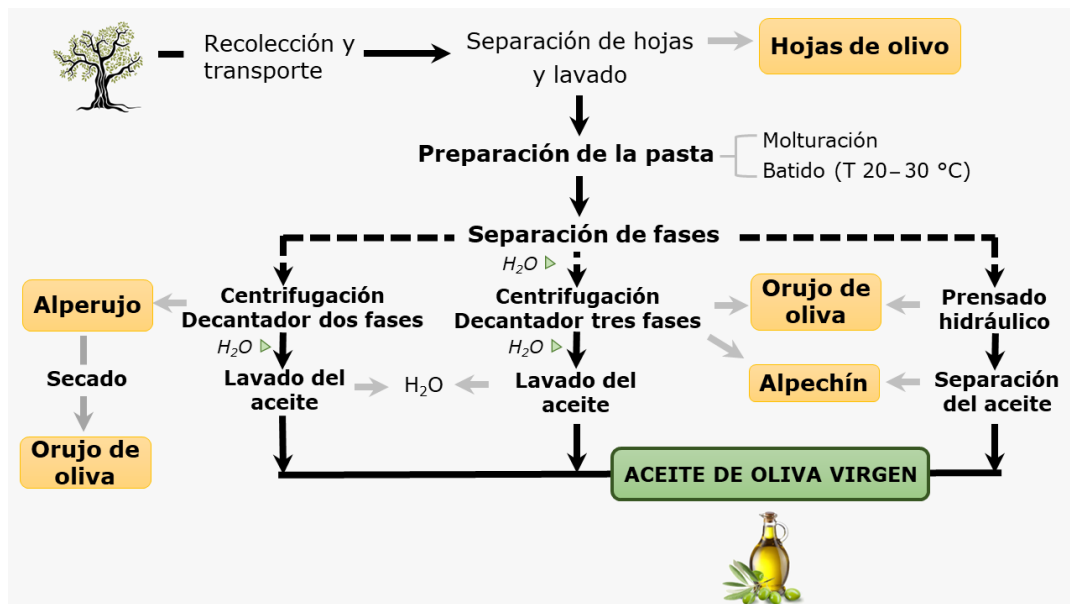 Recolección y
transporte
Separación de hojas
y lavado
Hojas de olivo
Preparación de la pasta
Molturación
Batido (T 20–30 °C)
Separación de fases
H₂O
Alperujo
Centrifugación
Decantador dos fases
Centrifugación
Decantador tres fases
Orujo de
oliva
Prensado
hidráulico
H₂O
H₂O
Secado
Lavado del
aceite
H₂O
Lavado del
aceite
Alpechín
Separación
del aceite
Orujo de
oliva
ACEITE DE OLIVA VIRGEN